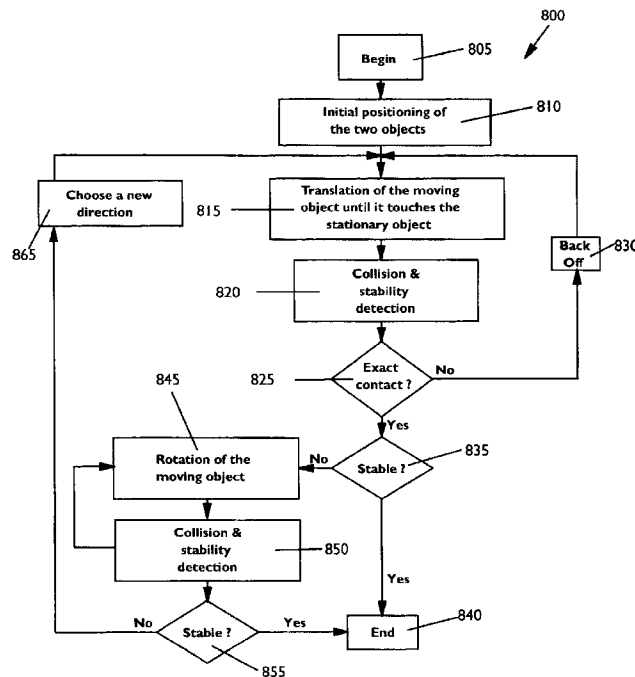 800
Begin
805
Initial positioning of
the two objects
810
Choose a new
direction
865
815
Translation of the moving
object until it touches the
stationary object
Back
Off
830
820
Collision &
stability
detection
825
Exact
contact ?
No
Yes
845
Rotation of the
moving object
No
Stable ?
835
Collision &
stability
detection
850
Yes
No
Stable ?
Yes
855
End
840